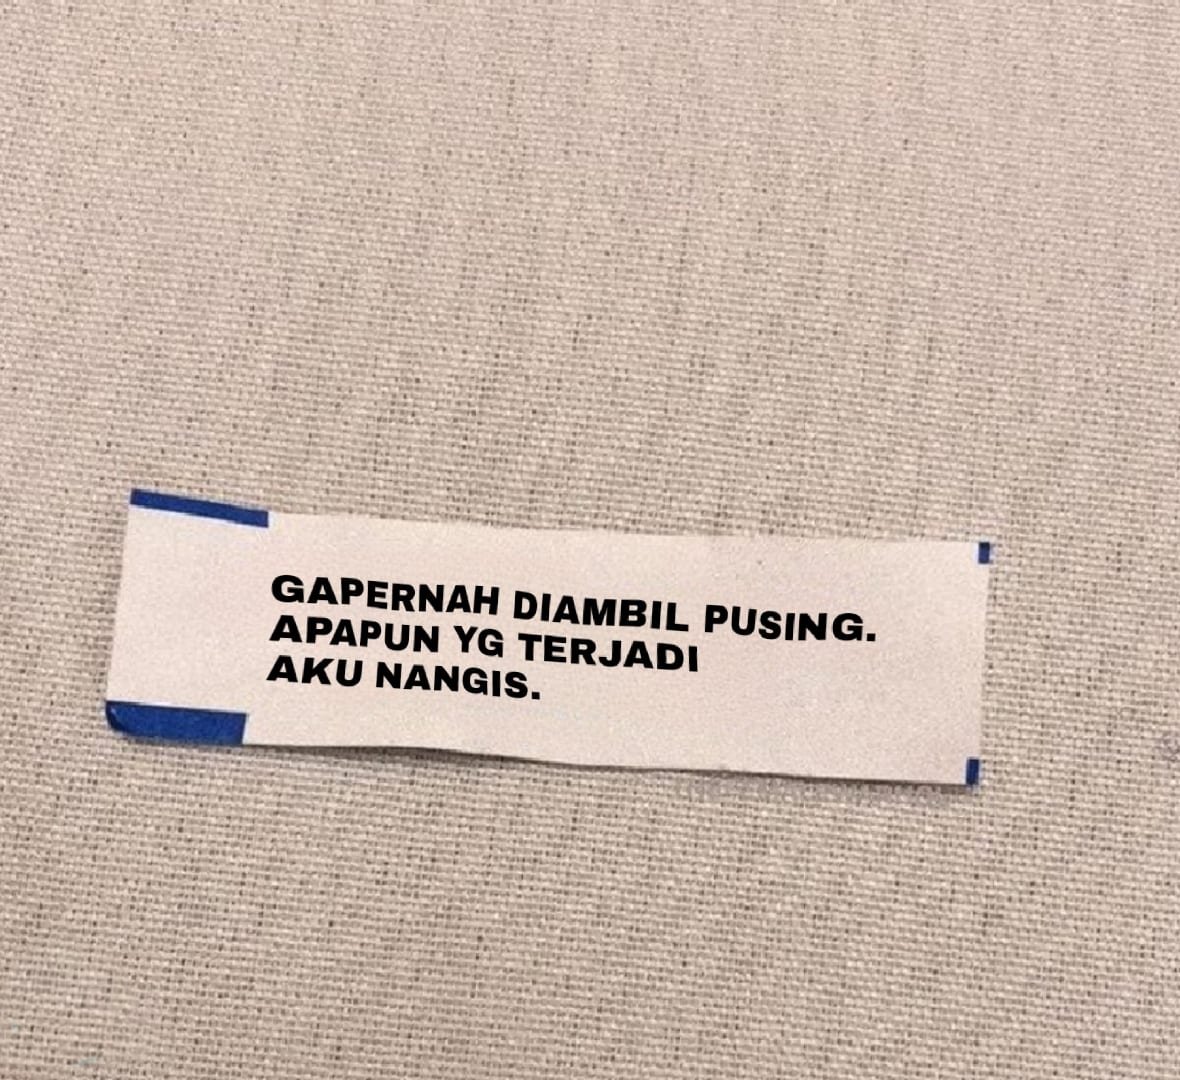 GAPERNAH DIAMBIL PUSING.
APAPUN YG TERJADI
AKU NANGIS.